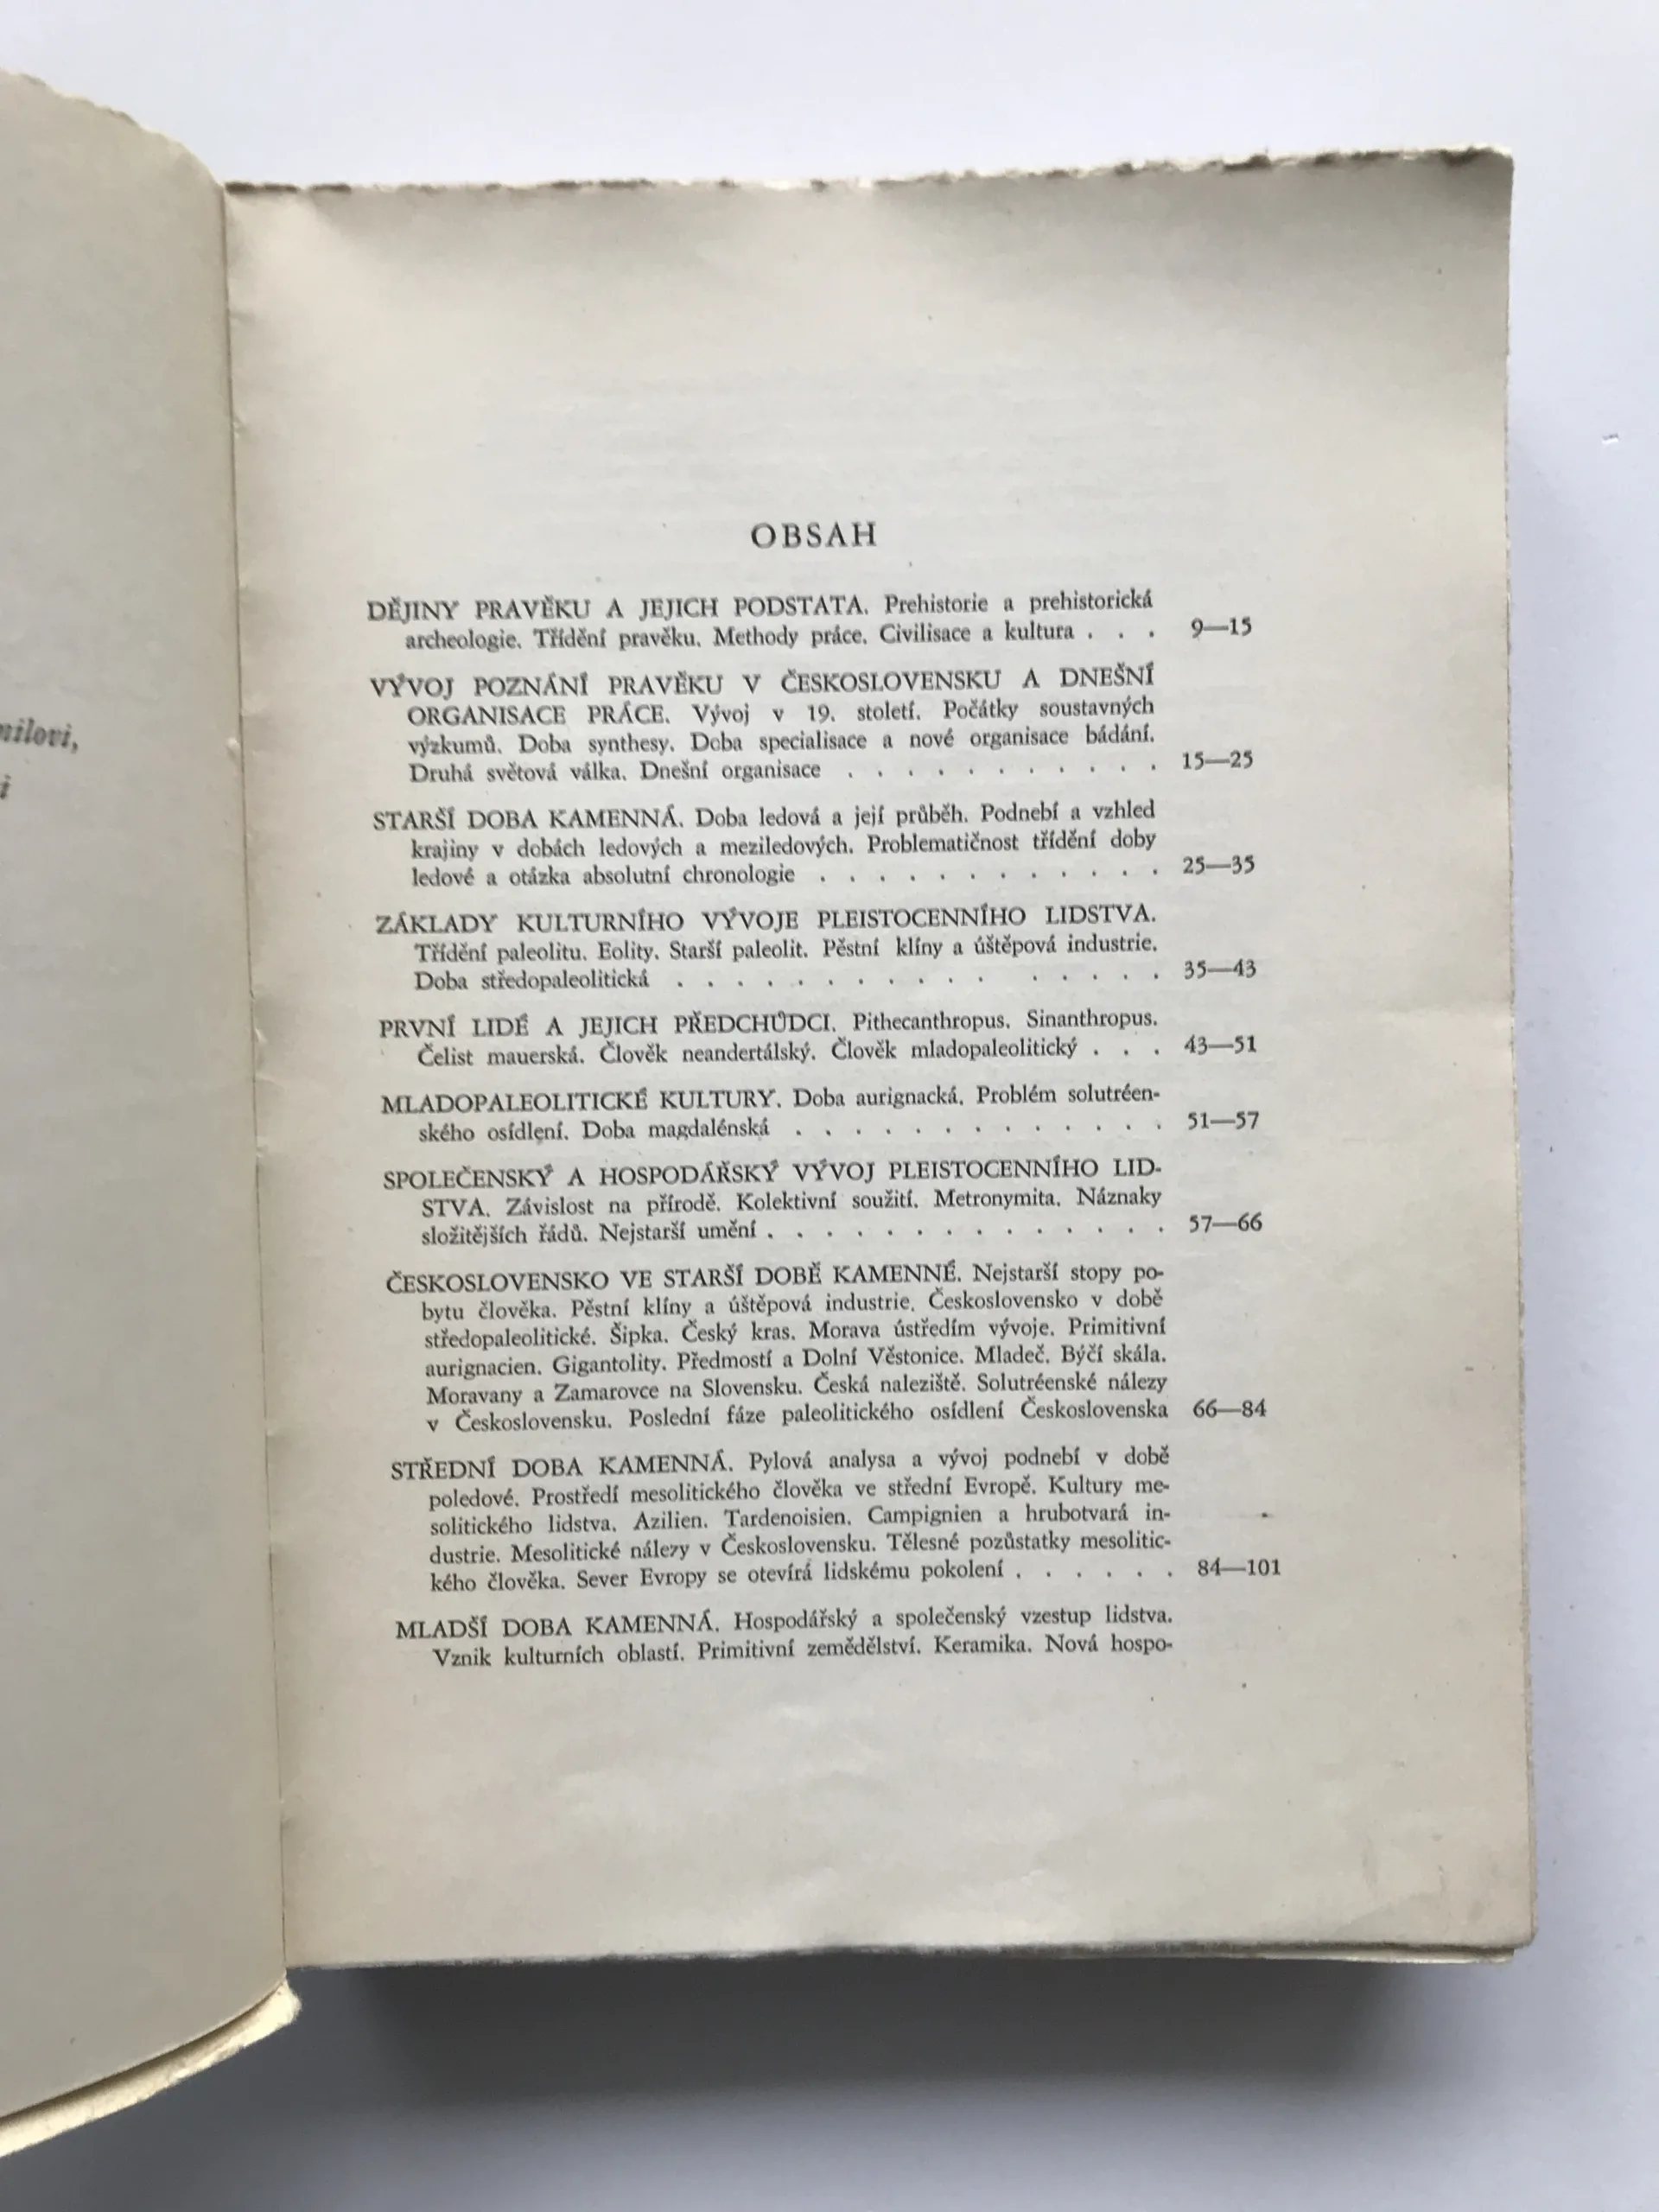 milovi,
i
OBSAH
DĚJINY PRAVĚKU A JEJICH PODSTATA. Prehistorie a prehistorická
archeologie. Třídění pravěku. Methody práce. Civilisace a kultura . . . 9—15
VÝVOJ POZNÁNÍ PRAVĚKU V ČESKOSLOVENSKU A DNEŠNÍ
ORGANISACE PRÁCE. Vývoj v 19. století. Počátky soustavných
výzkumů. Doba synthesy. Doba specialisace a nové organisace bádání.
Druhá světová válka. Dnešní organisace . . . . . . . . . . . 15—25
STARŠÍ DOBA KAMENNÁ. Doba ledová a její průběh. Podnebí a vzhled
krajiny v dobách ledových a meziledových. Problematičnost třídění doby
ledové a otázka absolutní chronologie . . . . . . . . . . . . 25—35
ZÁKLADY KULTURNÍHO VÝVOJE PLEISTOCENNÍHO LIDSTVA.
Třídění paleolitu. Eolity. Starší paleolit. Pěstní klíny a úštěpová industrie.
Doba středopaleolitická . . . . . . . . . . . . . . . . 35—43
PRVNÍ LIDÉ A JEJICH PŘEDCHŮDCI. Pithecanthropus. Sinanthropus.
Čelist mauerská. Člověk neandertálský. Člověk mladopaleolitický . . . 43—51
MLADOPALEOLITICKÉ KULTURY. Doba aurignacká. Problém solutréen-
ského osídlení. Doba magdalénská . . . . . . . . . . . . . 51—57
SPOLEČENSKÝ A HOSPODÁŘSKÝ VÝVOJ PLEISTOCENNÍHO LID-
STVA. Závislost na přírodě. Kolektivní soužití. Metronymita. Náznaky
složitějších řádů. Nejstarší umění . . . . . . . . . . . . . . 57—66
ČESKOSLOVENSKO VE STARŠÍ DOBĚ KAMENNÉ. Nejstarší stopy po-
bytu člověka. Pěstní klíny a úštěpová industrie. Československo v době
středopaleolitické. Šipka. Český kras. Morava ústředím vývoje. Primitivní
aurignacien. Gigantolity. Předmostí a Dolní Věstonice. Mladeč. Býčí skála.
Moravany a Zamarovce na Slovensku. Česká naleziště. Solutréenské nálezy
v Československu. Poslední fáze paleolitického osídlení Československa 66—84
STŘEDNÍ DOBA KAMENNÁ. Pylová analysa a vývoj podnebí v době
poledové. Prostředí mesolitického člověka ve střední Evropě. Kultury me-
solitického lidstva. Azilien. Tardenoisien. Campignien a hrubotvará in-
dustrie. Mesolitické nálezy v Československu. Tělesné pozůstatky mesolitic-
kého člověka. Sever Evropy se otevírá lidskému pokolení . . . . . . 84—101
MLADŠÍ DOBA KAMENNÁ. Hospodářský a společenský vzestup lidstva.
Vznik kulturních oblastí. Primitivní zemědělství. Keramika. Nová hospo-